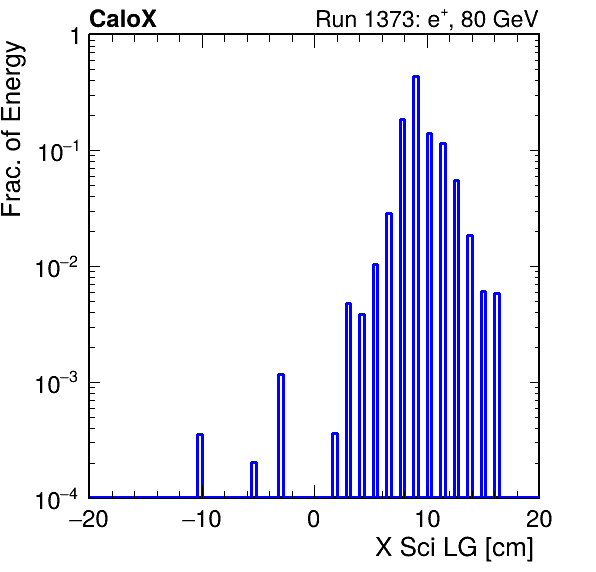 CaloX Run 1373: e⁺, 80 GeV
Frac. of Energy
1
10⁻¹
10⁻²
10⁻³
10⁻⁴
−20 −10 0 10 20
X Sci LG [cm]